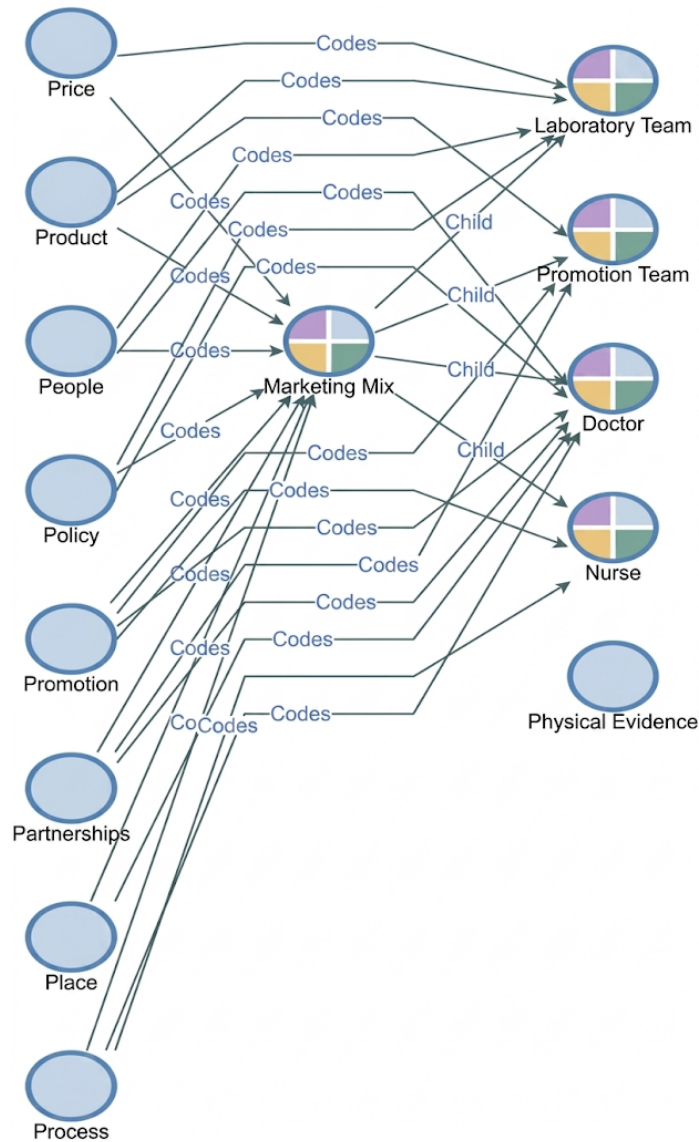 Codes
Price
Codes
Laboratory Team
Codes
Codes
Codes
Codes
Product
Codes
Child
Codes
Codes
Promotion Team
Child
People
Codes
Marketing Mix
Child
Doctor
Codes
Child
Codes
Policy
Codes
Codes
Codes
Codes
Codes
Nurse
Codes
Codes
Codes
Promotion
Physical Evidence
Codes
Co
Codes
Partnerships
Place
Process